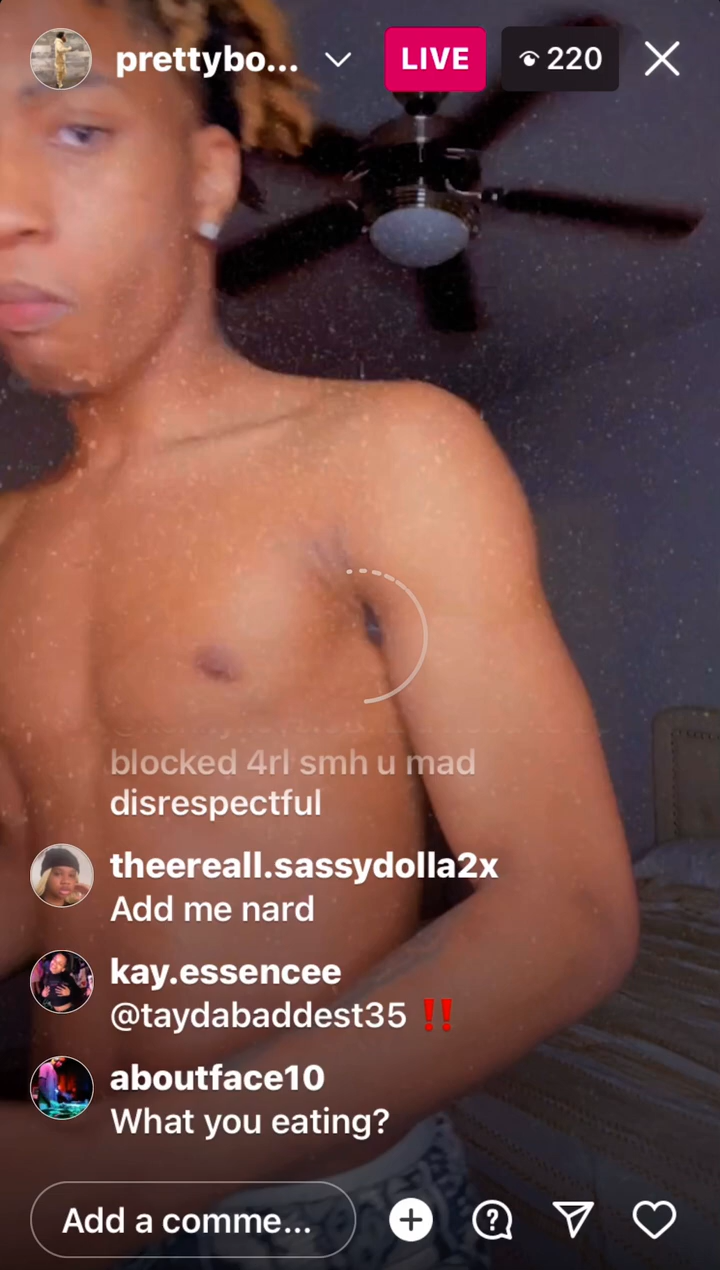 prettybo...
LIVE
220
blocked 4rl smh u mad
disrespectful
theereall.sassydolla2x
Add me nard
kay.essencee
@taydabaddest35 ‼️
aboutface10
What you eating?
Add a comme...